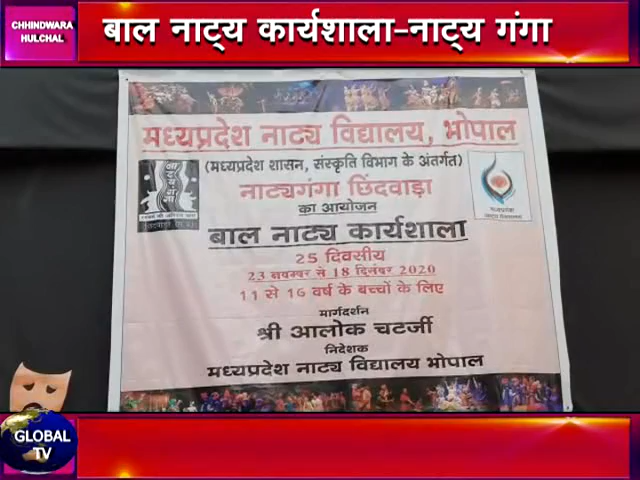 CHHINDWARA
HULCHAL
बाल नाट्य कार्यशाला-नाट्य गंगा
मध्यप्रदेश नाट्य विद्यालय, भोपाल
(मध्यप्रदेश शासन, संस्कृति विभाग के अंतर्गत)
नाट्यगंगा छिंदवाड़ा
का आयोजन
बाल नाट्य कार्यशाला
25 दिवसीय
23 नवम्बर से 18 दिसंबर 2020
11 से 16 वर्ष के बच्चों के लिए
मार्गदर्शन
श्री आलोक चटर्जी
निदेशक
मध्यप्रदेश नाट्य विद्यालय भोपाल
GLOBAL
TV